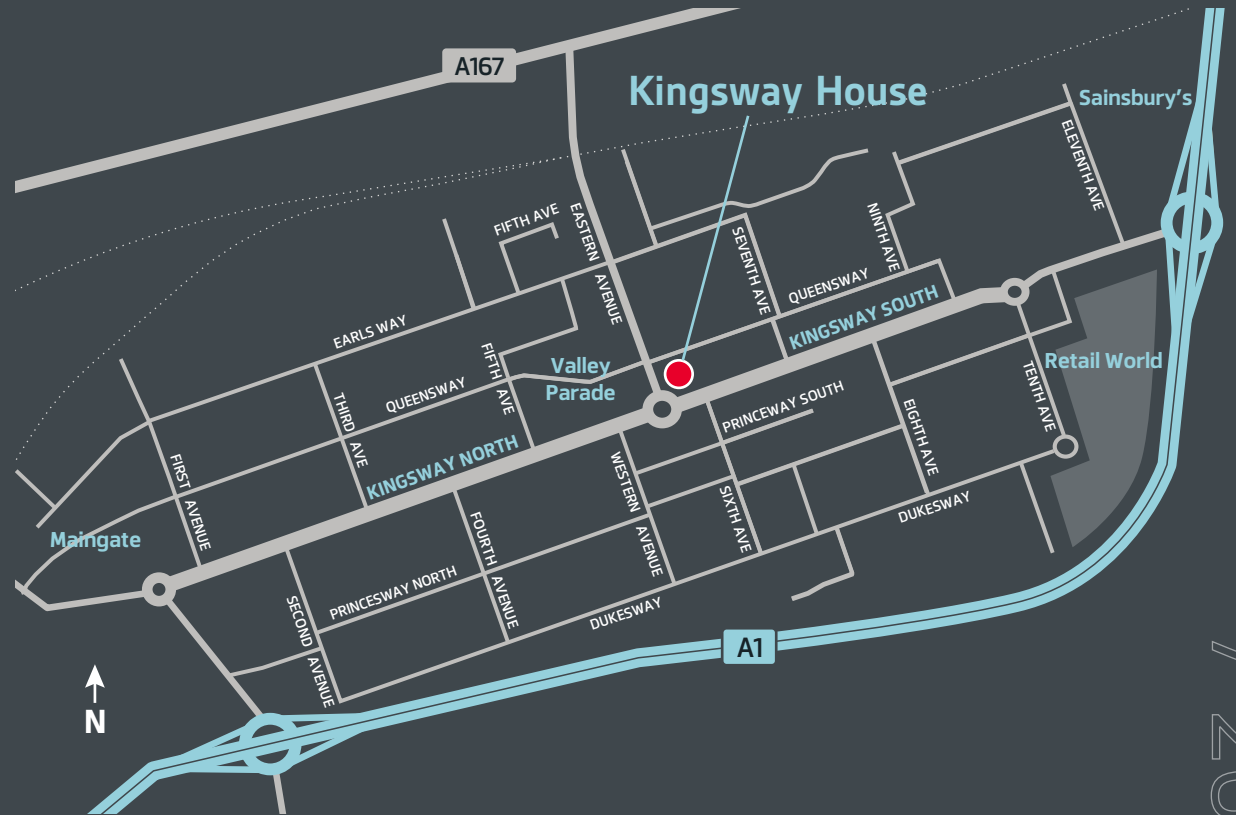 A167
Kingsway House
Sainsbury's
ELEVENTH AVE
FIFTH AVE
EASTERN AVENUE
NINTH AVE
SEVENTH AVE
QUEENSWAY
KINGSWAY SOUTH
EARLS WAY
FIFTH AVE
Valley
Parade
Retail World
TENTH AVE
THIRD AVE
QUEENSWAY
PRINCEWAY SOUTH
EIGHTH AVE
KINGSWAY NORTH
FIRST AVENUE
WESTERN AVENUE
SIXTH AVE
DUKESWAY
Maingate
FOURTH AVENUE
PRINCESWAY NORTH
SECOND AVENUE
DUKESWAY
A1
N